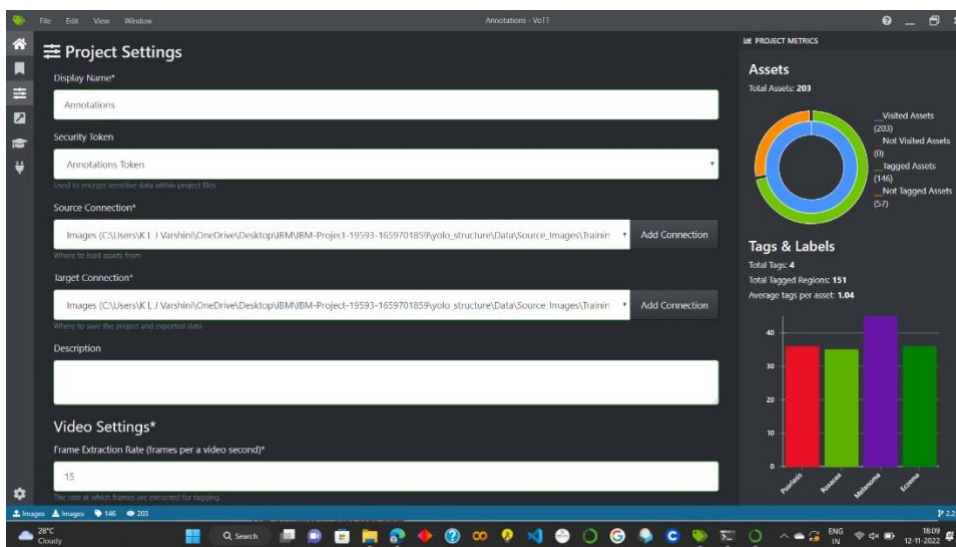 File Edit View Window
Annotations - VoTT
Project Settings
Display Name*
Annotations
Security Token
Annotations Token
Used to encrypt sensitive data within project files
Source Connection*
Images (C:\Users\K L J Varshini\OneDrive\Desktop\IBM\IBM-Project-19593-1659701859\yolo_structure\Data\Source_Images\Trainin
Add Connection
Where to load assets from
Target Connection*
Images (C:\Users\K L J Varshini\OneDrive\Desktop\IBM\IBM-Project-19593-1659701859\yolo_structure\Data\Source_Images\Trainin
Add Connection
Where to save the project and exported data
Description
Video Settings*
Frame Extraction Rate (frames per a video second)*
15
The rate at which frames are extracted for tagging.
PROJECT METRICS
Assets
Total Assets: 203
Visited Assets
(203)
Not Visited Assets
(0)
Tagged Assets
(146)
Not Tagged Assets
(57)
Tags & Labels
Total Tags: 4
Total Tagged Regions: 151
Average tags per asset: 1.04
40
30
20
10
0
Psoriasis
Rosacea
Melanoma
Eczema
Images Images 146 203
2.2
28°C
Cloudy
Search
ENG
IN
18:09
12-11-2022